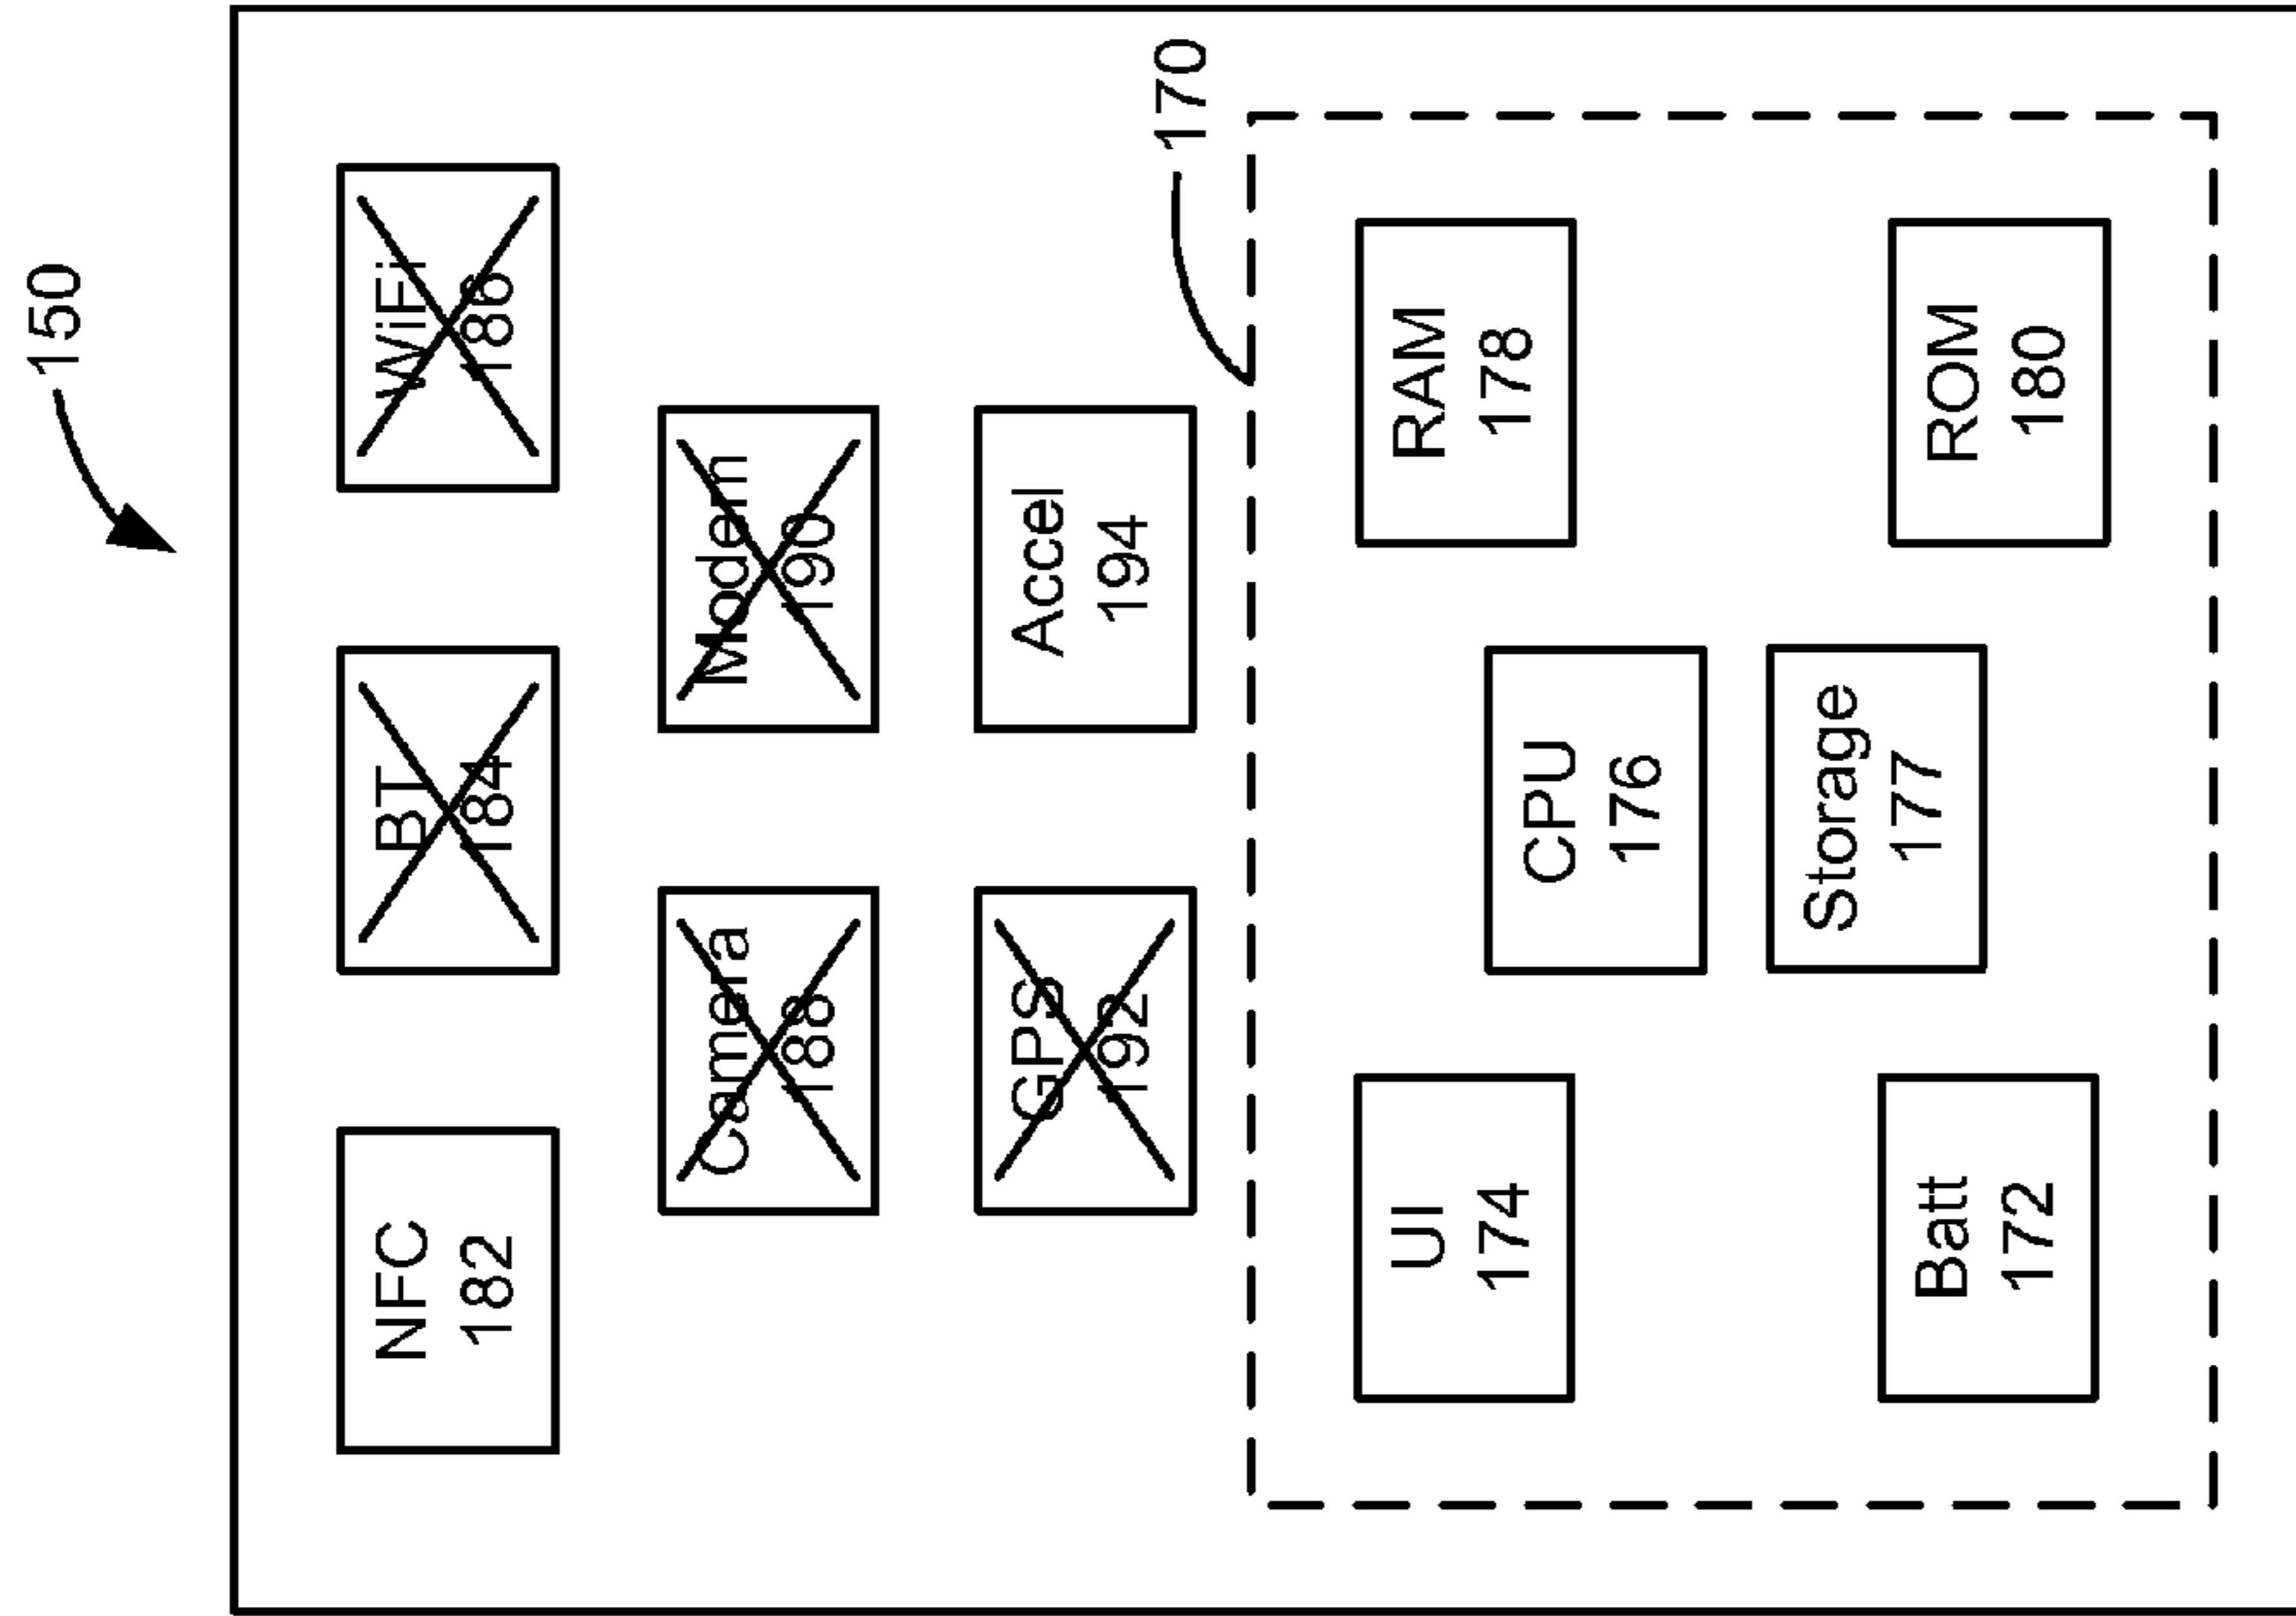 150
NFC
182
BT
184
WiFi
186
Camera
188
Modem
190
GPS
192
Accel
194
170
UI
174
CPU
176
RAM
178
Storage
177
Batt
172
ROM
180